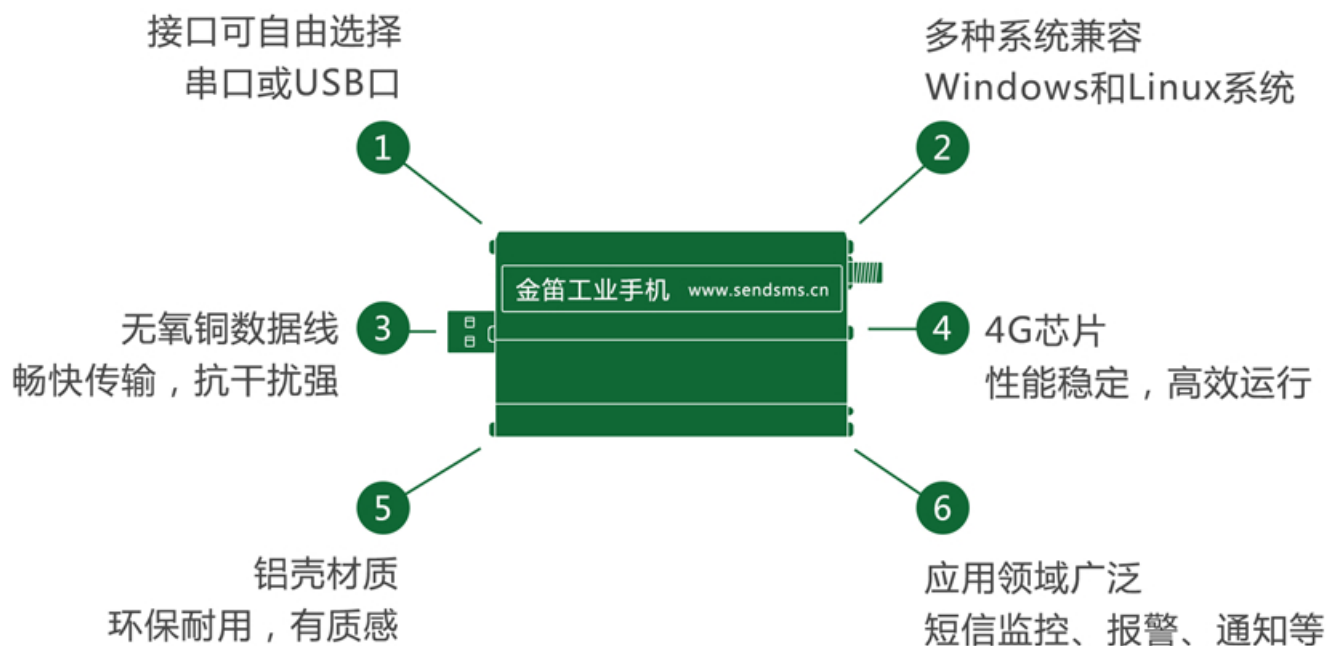 接口可自由选择
串口或USB口
1
多种系统兼容
Windows和Linux系统
2
金笛工业手机 www.sendsms.cn
无氧铜数据线
畅快传输，抗干扰强
3
4
4G芯片
性能稳定，高效运行
5
铝壳材质
环保耐用，有质感
6
应用领域广泛
短信监控、报警、通知等